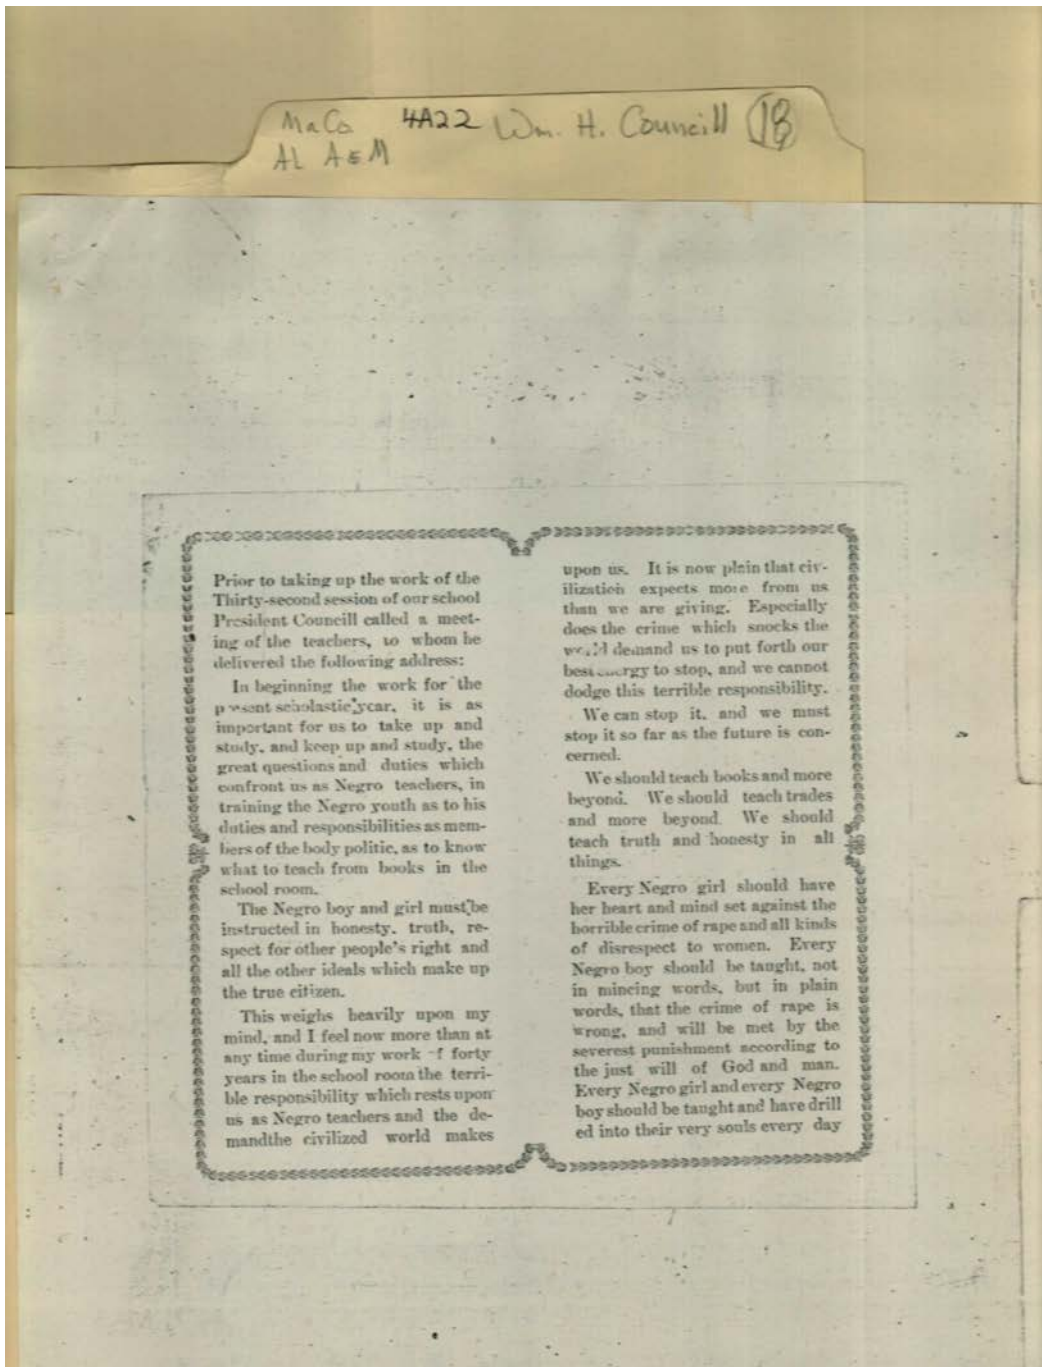 MaCo 4A22 Wm. H. Councill 18
AL A&M
Prior to taking up the work of the
Thirty-second session of our school
President Councill called a meet-
ing of the teachers, to whom he
delivered the following address:
In beginning the work for the
present scholastic year, it is as
important for us to take up and
study, and keep up and study, the
great questions and duties which
confront us as Negro teachers, in
training the Negro youth as to his
duties and responsibilities as mem-
bers of the body politic, as to know
what to teach from books in the
school room.
The Negro boy and girl must be
instructed in honesty, truth, re-
spect for other people's right and
all the other ideals which make up
the true citizen.
This weighs heavily upon my
mind, and I feel now more than at
any time during my work of forty
years in the school room the terri-
ble responsibility which rests upon
us as Negro teachers and the de-
mandthe civilized world makes
upon us. It is now plain that civ-
ilization expects more from us
than we are giving. Especially
does the crime which snocks the
world demand us to put forth our
best energy to stop, and we cannot
dodge this terrible responsibility.
We can stop it, and we must
stop it so far as the future is con-
cerned.
We should teach books and more
beyond. We should teach trades
and more beyond. We should
teach truth and honesty in all
things.
Every Negro girl should have
her heart and mind set against the
horrible crime of rape and all kinds
of disrespect to women. Every
Negro boy should be taught, not
in mincing words, but in plain
words, that the crime of rape is
wrong, and will be met by the
severest punishment according to
the just will of God and man.
Every Negro girl and every Negro
boy should be taught and have drill
ed into their very souls every day